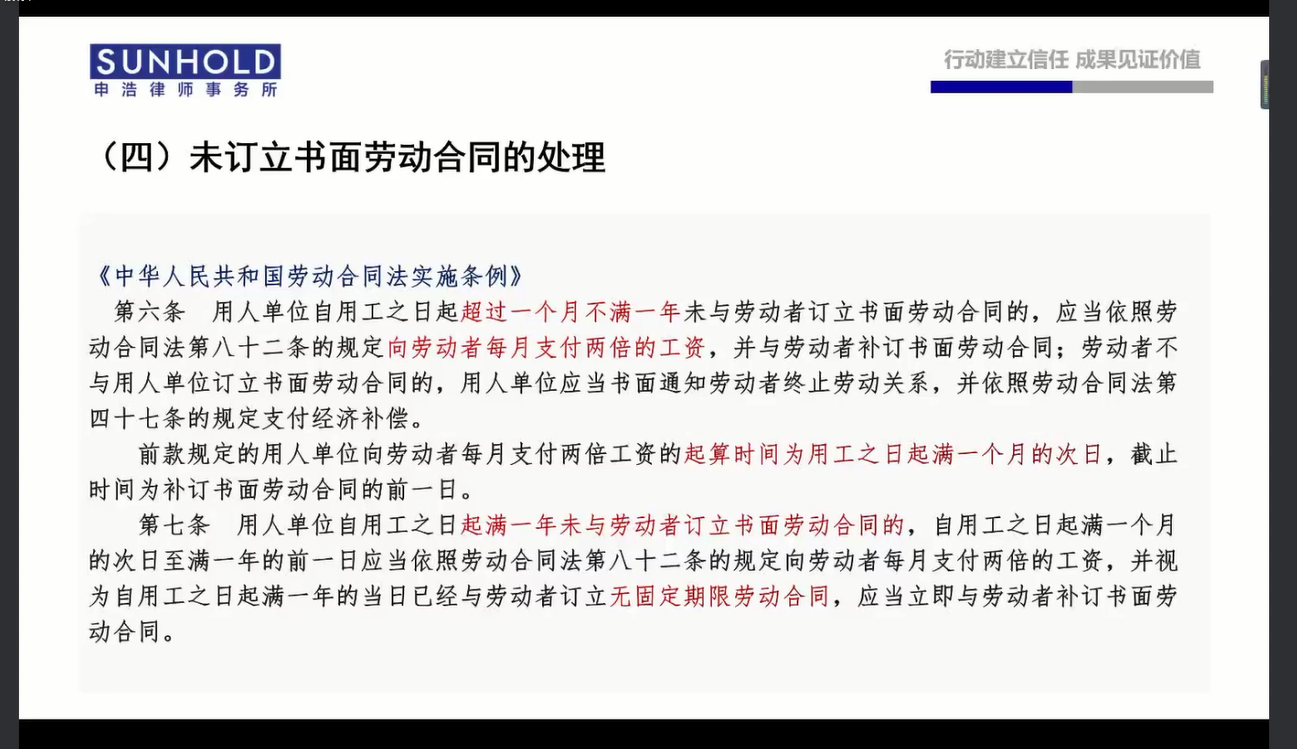 SUNHOLD
申浩律师事务所
行动建立信任 成果见证价值
（四）未订立书面劳动合同的处理
《中华人民共和国劳动合同法实施条例》
第六条 用人单位自用工之日起超过一个月不满一年未与劳动者订立书面劳动合同的，应当依照劳
动合同法第八十二条的规定向劳动者每月支付两倍的工资，并与劳动者补订书面劳动合同；劳动者不
与用人单位订立书面劳动合同的，用人单位应当书面通知劳动者终止劳动关系，并依照劳动合同法第
四十七条的规定支付经济补偿。
前款规定的用人单位向劳动者每月支付两倍工资的起算时间为用工之日起满一个月的次日，截止
时间为补订书面劳动合同的前一日。
第七条 用人单位自用工之日起满一年未与劳动者订立书面劳动合同的，自用工之日起满一个月
的次日至满一年的前一日应当依照劳动合同法第八十二条的规定向劳动者每月支付两倍的工资，并视
为自用工之日起满一年的当日已经与劳动者订立无固定期限劳动合同，应当立即与劳动者补订书面劳
动合同。